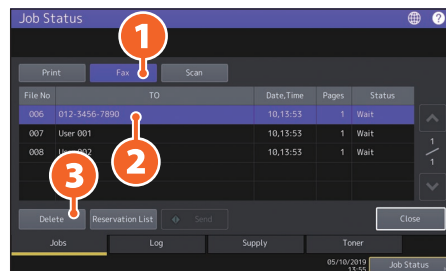 Job Status
?
1
Print Fax Scan
File No TO Date,Time Pages Status
006 012-3456-7890 10,13:53 1 Wait
007 User 001 10,13:53 1 Wait
008 User 002 10,13:53 1 Wait
2
1
1
3
Delete Reservation List Send Close
Jobs Log Supply Toner
05/10/2019
13:55
Job Status